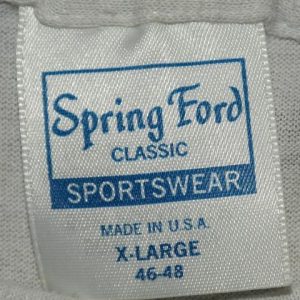 Spring Ford
CLASSIC
SPORTSWEAR
MADE IN U.S.A.
X-LARGE
46-48